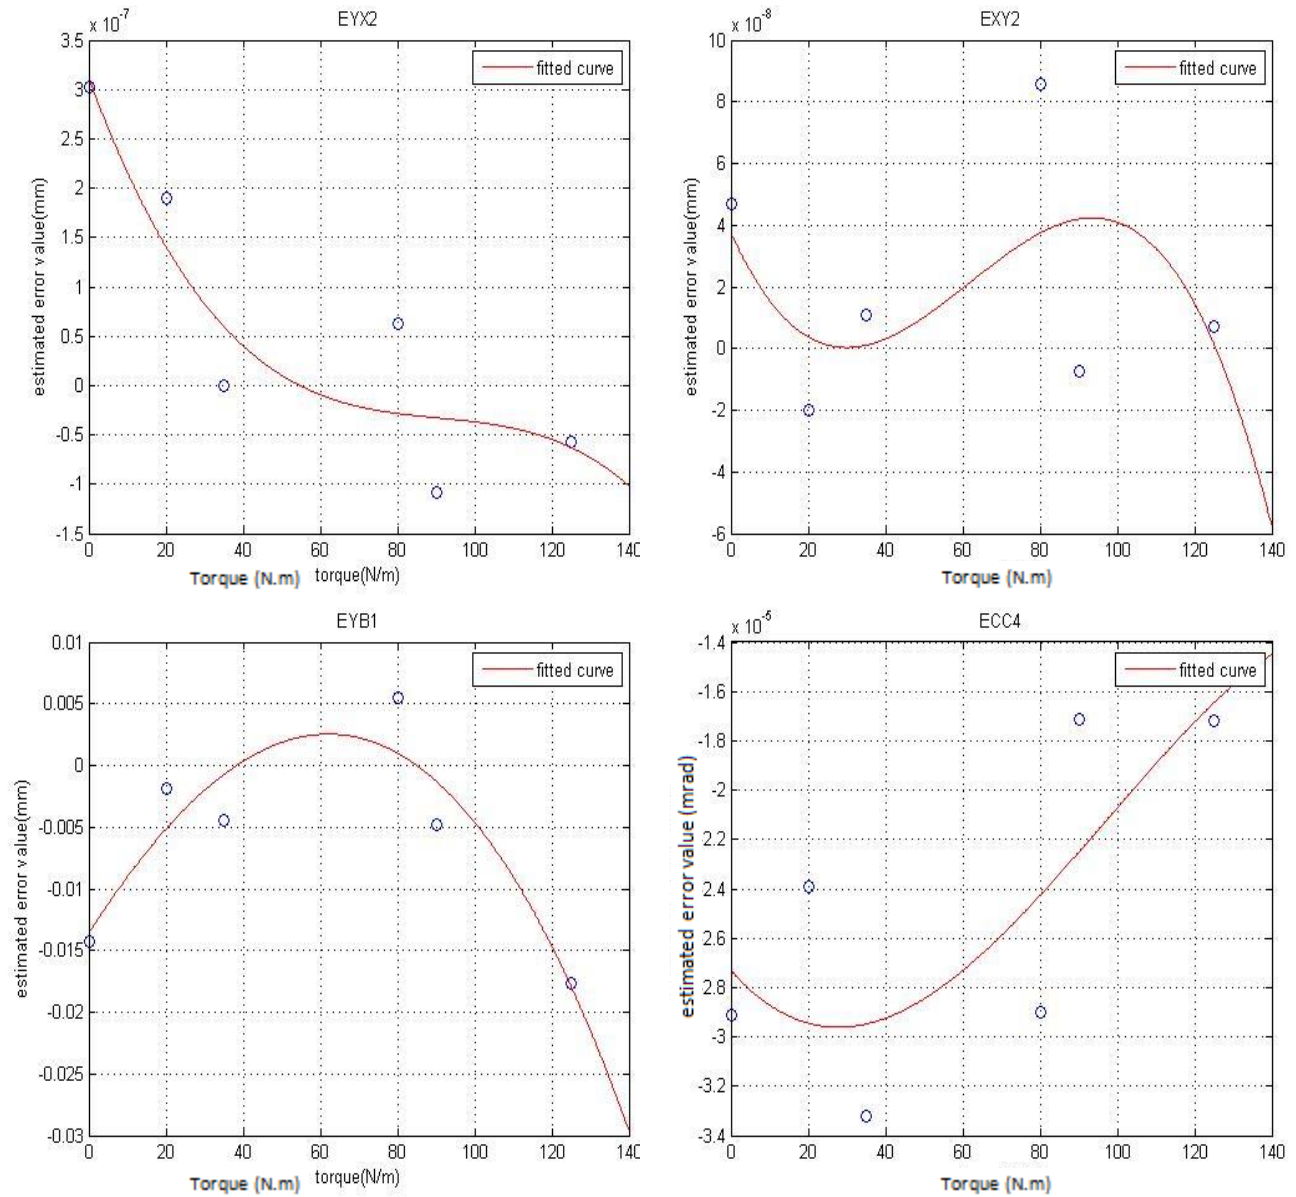 x 10^-7
EYX2
fitted curve
3.5
3
2.5
2
1.5
1
0.5
0
-0.5
-1
-1.5
estimated error value(mm)
0 20 40 60 80 100 120 140
Torque (N.m) torque(N/m)
x 10^-8
EXY2
fitted curve
10
8
6
4
2
0
-2
-4
-6
estimated error value(mm)
0 20 40 60 80 100 120 140
Torque (N.m)
EYB1
fitted curve
0.01
0.005
0
-0.005
-0.01
-0.015
-0.02
-0.025
-0.03
estimated error value(mm)
0 20 40 60 80 100 120 140
Torque (N.m) torque(N/m)
x 10^-5
ECC4
fitted curve
-1.4
-1.6
-1.8
-2
-2.2
-2.4
-2.6
-2.8
-3
-3.2
-3.4
estimated error value (mrad)
0 20 40 60 80 100 120 140
Torque (N.m)